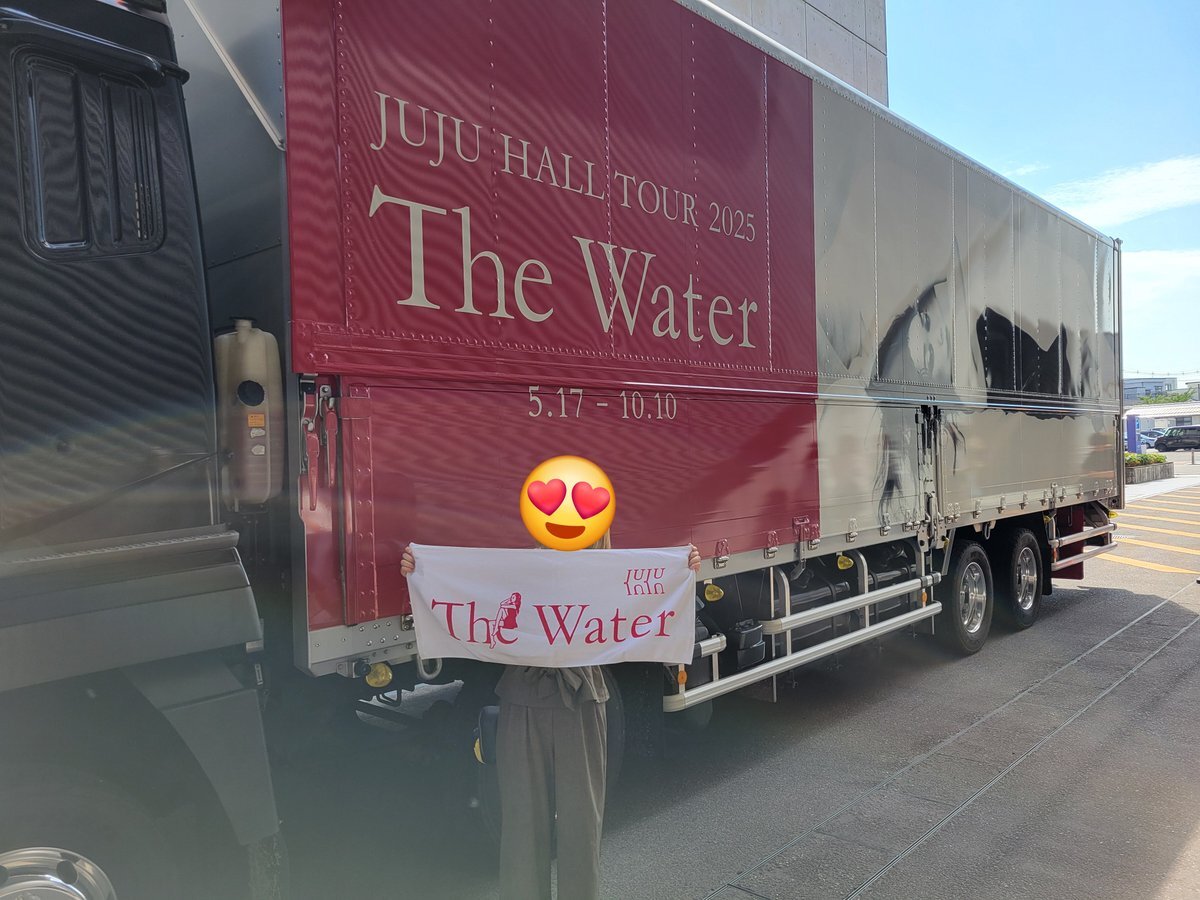 JUJU HALL TOUR 2025
The Water
5.17 – 10.10
JUJU
The Water